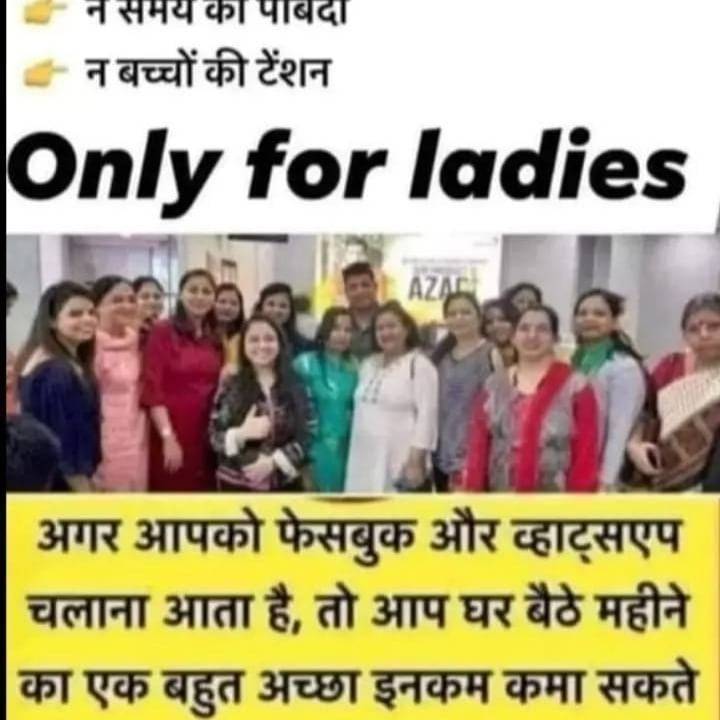 👉 न समय की पाबंदी
👉 न बच्चों की टेंशन
Only for ladies
अगर आपको फेसबुक और व्हाट्सएप
चलाना आता है, तो आप घर बैठे महीने
का एक बहुत अच्छा इनकम कमा सकते